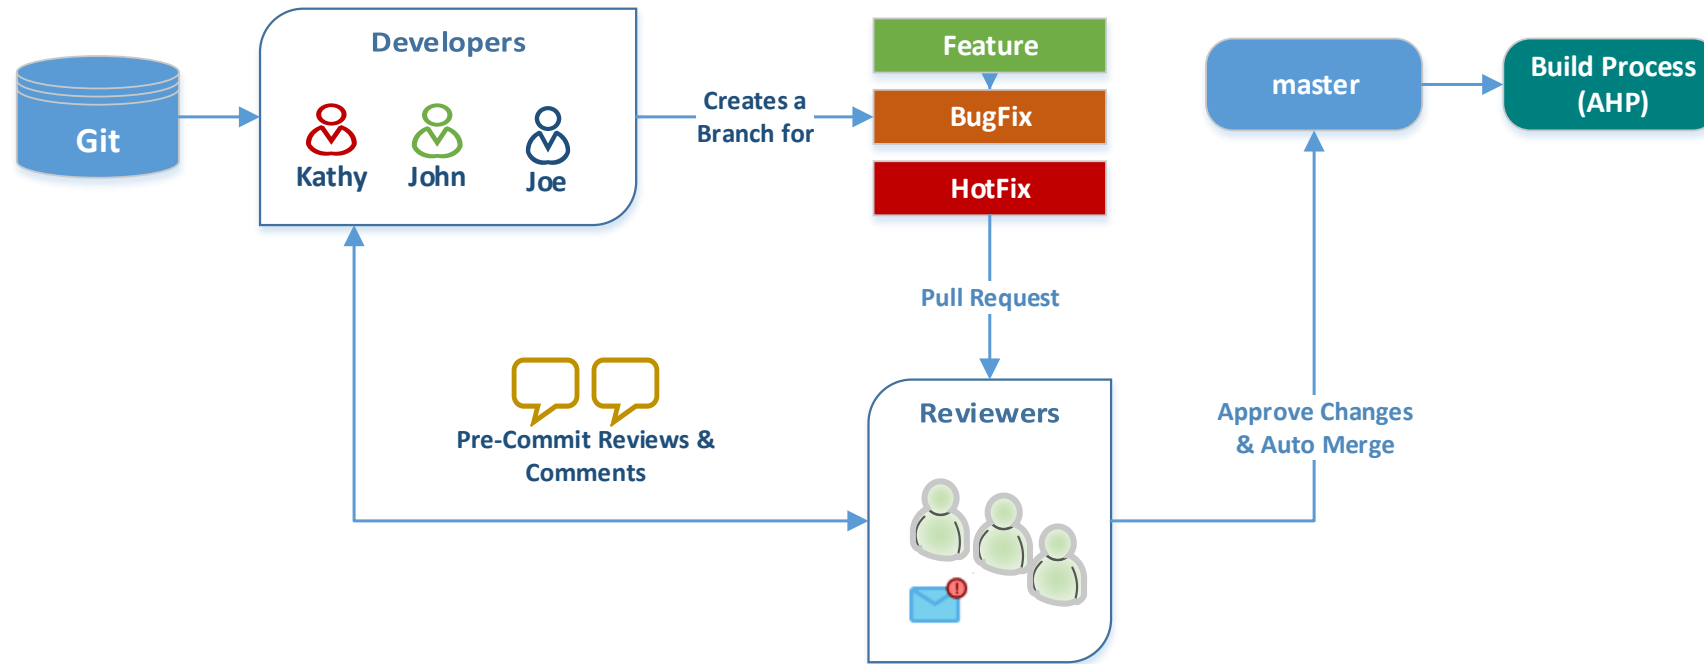 Git
Developers
Kathy
John
Joe
Creates a
Branch for
Feature
BugFix
HotFix
Pull Request
Reviewers
!
Pre-Commit Reviews &
Comments
Approve Changes
& Auto Merge
master
Build Process
(AHP)